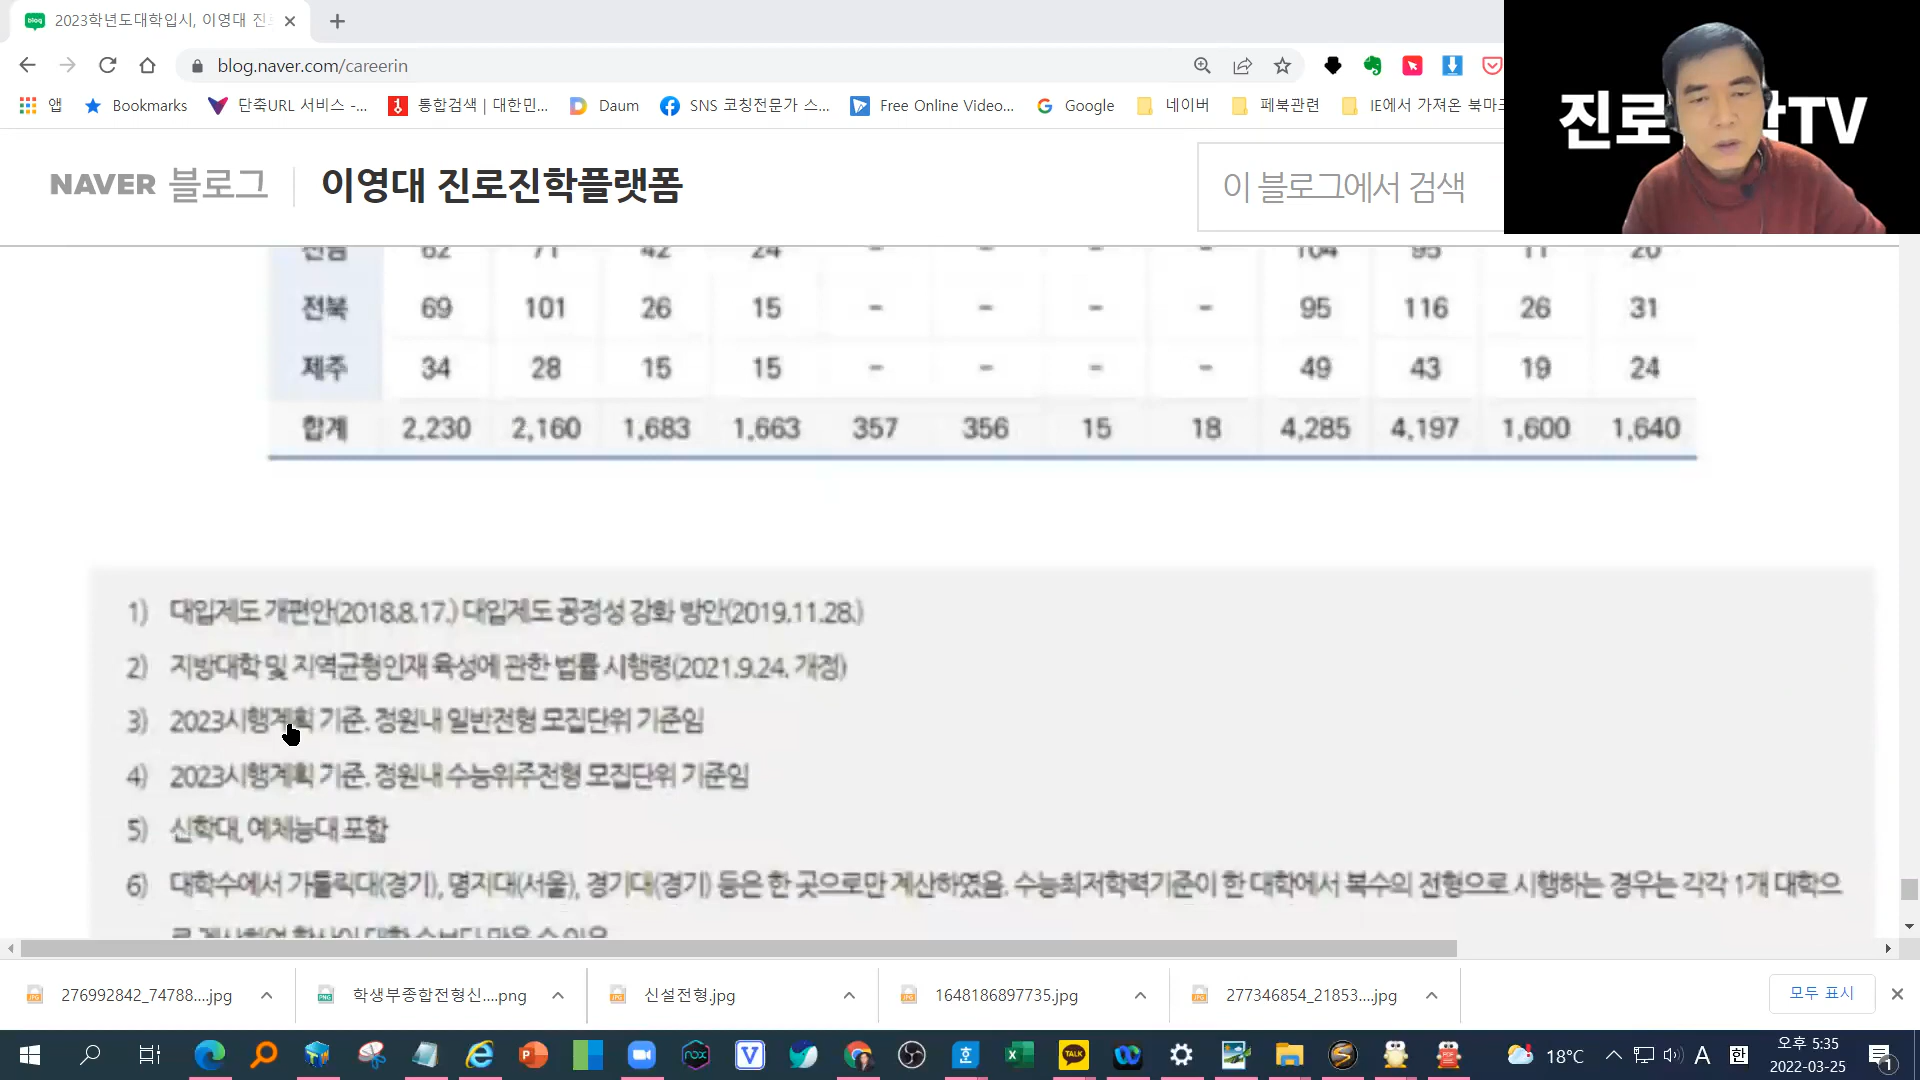 2023학년도대학입시, 이영대 진
blog.naver.com/careerin
앱 Bookmarks 단축URL 서비스 -... 통합검색 | 대한민... Daum SNS 코칭전문가 스... Free Online Video... Google 네이버 페북관련 IE에서 가져온 북마크
진로 TV
NAVER 블로그 이영대 진로진학플랫폼 이 블로그에서 검색
62 71 42 24 - - - - 104 95 11 20
전북 69 101 26 15 - - - - 95 116 26 31
제주 34 28 15 15 - - - - 49 43 19 24
합계 2,230 2,160 1,683 1,663 357 356 15 18 4,285 4,197 1,600 1,640
1) 대입제도 개편안(2018.8.17.) 대입제도 공정성 강화 방안(2019.11.28.)
2) 지방대학 및 지역균형인재 육성에 관한 법률 시행령(2021.9.24. 개정)
3) 2023시행계획 기준. 정원내 일반전형 모집단위 기준임
4) 2023시행계획 기준. 정원내 수능위주전형 모집단위 기준임
5) 신학대, 예체능대 포함
6) 대학수에서 가톨릭대(경기), 명지대(서울), 경기대(경기) 등은 한 곳으로만 계산하였음. 수능최저학력기준이 한 대학에서 복수의 전형으로 시행하는 경우는 각각 1개 대학으
276992842_74788....jpg 학생부종합전형신....png 신설전형.jpg 1648186897735.jpg 277346854_21853....jpg 모두 표시
18°C A 한 오후 5:35
2022-03-25 1